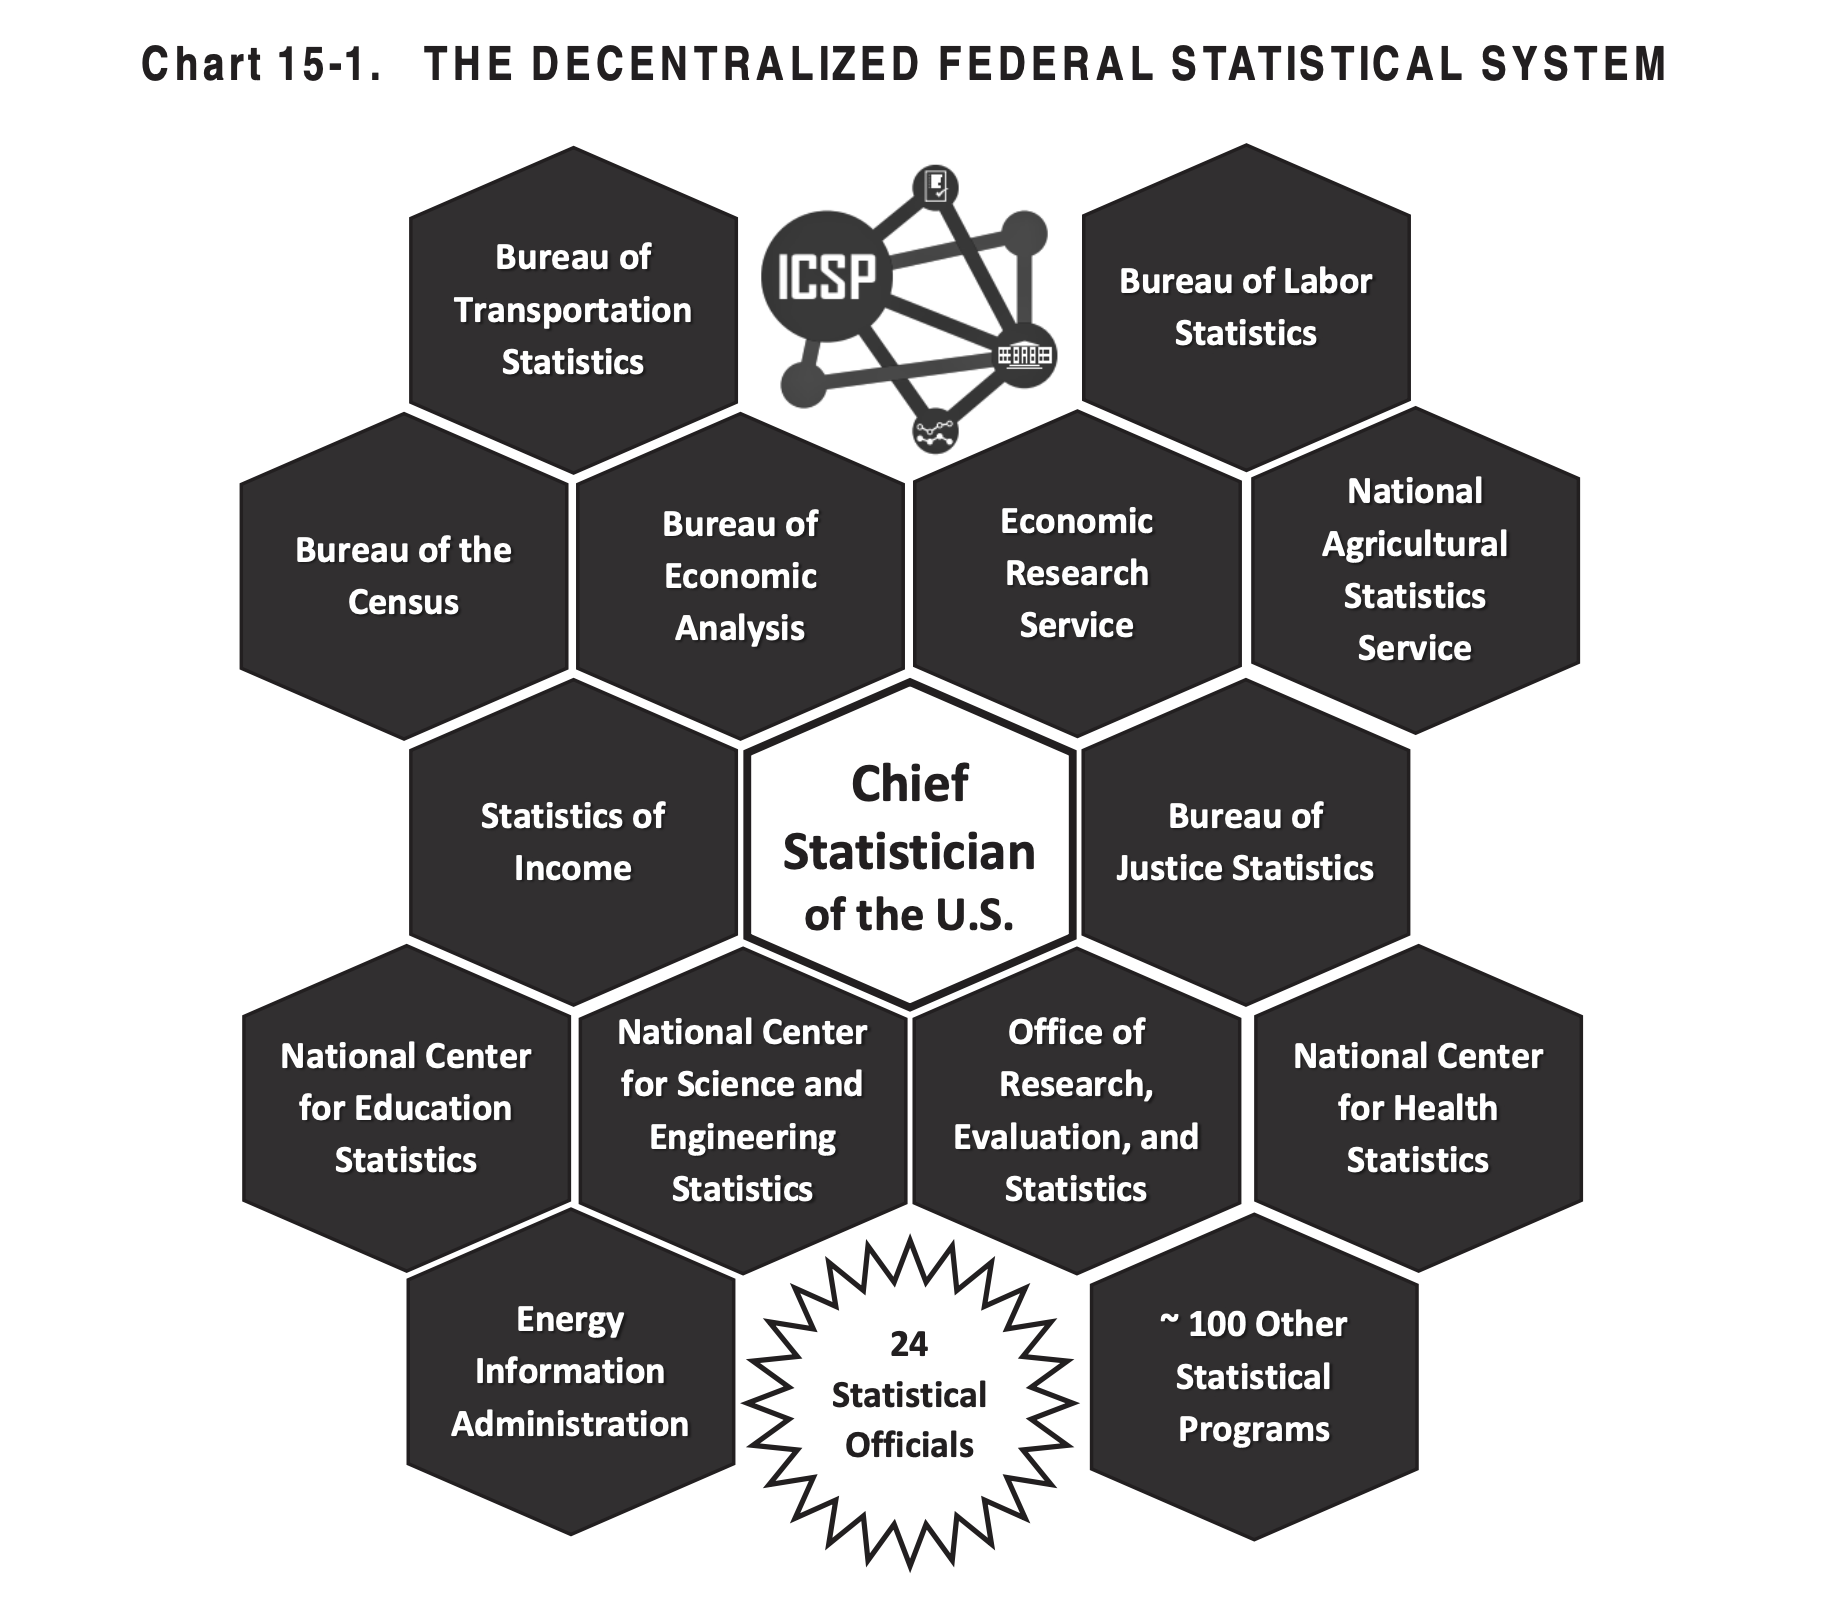 Chart 15-1. THE DECENTRALIZED FEDERAL STATISTICAL SYSTEM
Bureau of
Transportation
Statistics
ICSP
Bureau of Labor
Statistics
Bureau of the
Census
Bureau of
Economic
Analysis
Economic
Research
Service
National
Agricultural
Statistics
Service
Statistics of
Income
Chief
Statistician
of the U.S.
Bureau of
Justice Statistics
National Center
for Education
Statistics
National Center
for Science and
Engineering
Statistics
Office of
Research,
Evaluation, and
Statistics
National Center
for Health
Statistics
Energy
Information
Administration
24
Statistical
Officials
~ 100 Other
Statistical
Programs